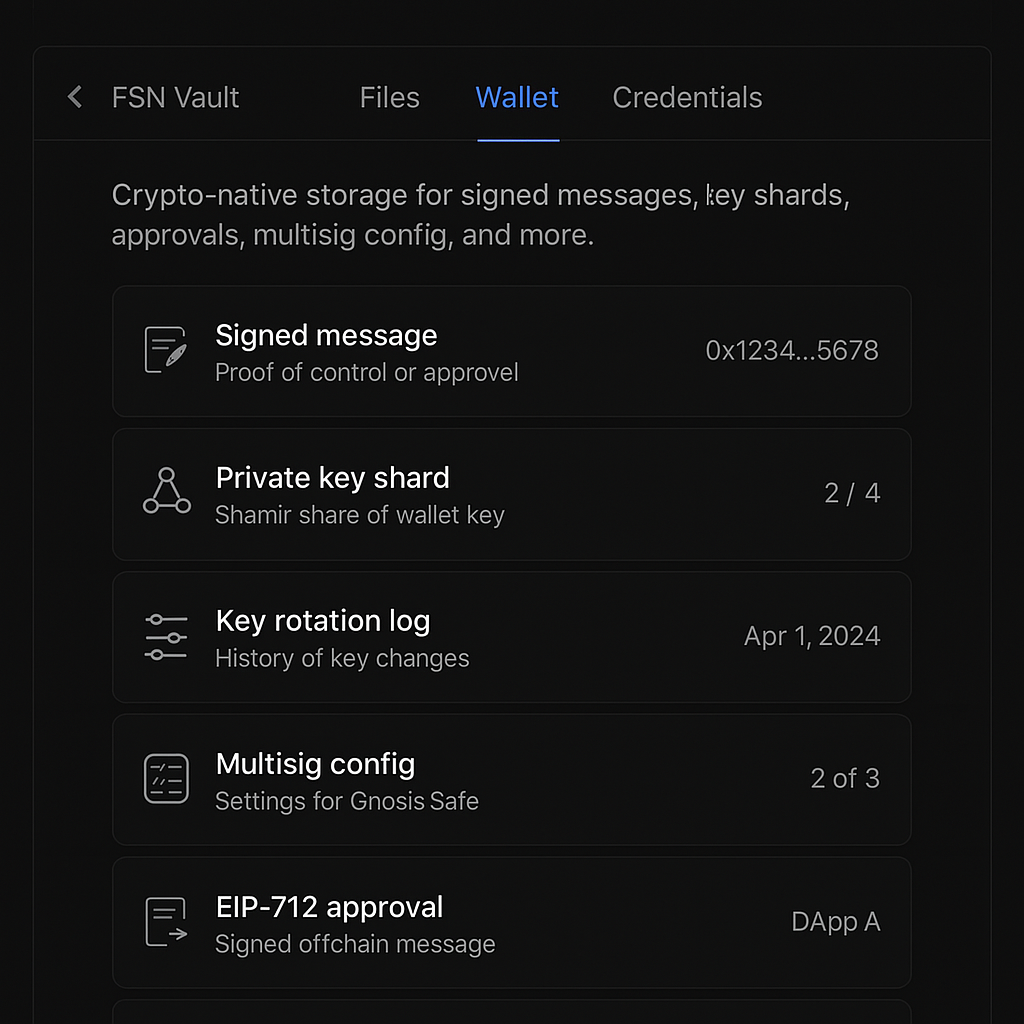 FSN Vault Files Wallet Credentials
Crypto-native storage for signed messages, key shards,
approvals, multisig config, and more.
Signed message
Proof of control or approvel
0x1234...5678
Private key shard
Shamir share of wallet key
2 / 4
Key rotation log
History of key changes
Apr 1, 2024
Multisig config
Settings for Gnosis Safe
2 of 3
EIP-712 approval
Signed offchain message
DApp A